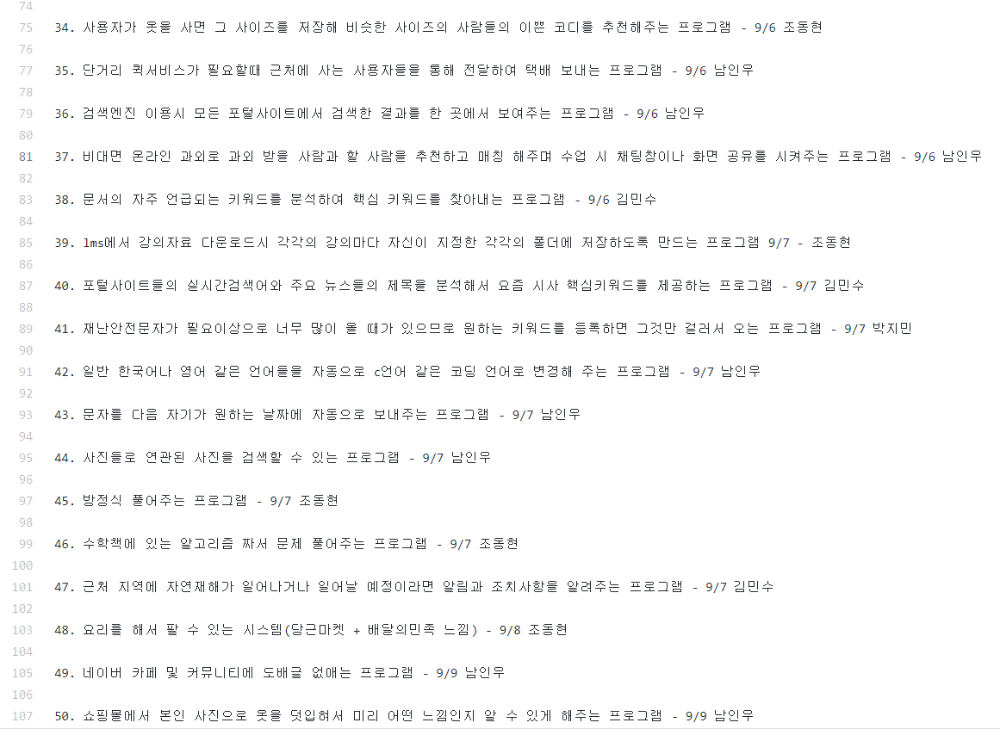 74
75 34. 사용자가 옷을 사면 그 사이즈를 저장해 비슷한 사이즈의 사람들의 이쁜 코디를 추천해주는 프로그램 - 9/6 조동현
76
77 35. 단거리 퀵서비스가 필요할때 근처에 사는 사용자들을 통해 전달하여 택배 보내는 프로그램 - 9/6 남인우
78
79 36. 검색엔진 이용시 모든 포털사이트에서 검색한 결과를 한 곳에서 보여주는 프로그램 - 9/6 남인우
80
81 37. 비대면 온라인 과외로 과외 받을 사람과 할 사람을 추천하고 매칭 해주며 수업 시 채팅창이나 화면 공유를 시켜주는 프로그램 - 9/6 남인우
82
83 38. 문서의 자주 언급되는 키워드를 분석하여 핵심 키워드를 찾아내는 프로그램 - 9/6 김민수
84
85 39. lms에서 강의자료 다운로드시 각각의 강의마다 자신이 지정한 각각의 폴더에 저장하도록 만드는 프로그램 9/7 - 조동현
86
87 40. 포털사이트들의 실시간검색어와 주요 뉴스들의 제목을 분석해서 요즘 시사 핵심키워드를 제공하는 프로그램 - 9/7 김민수
88
89 41. 재난안전문자가 필요이상으로 너무 많이 올 때가 있으므로 원하는 키워드를 등록하면 그것만 걸러서 오는 프로그램 - 9/7 박지민
90
91 42. 일반 한국어나 영어 같은 언어들을 자동으로 c언어 같은 코딩 언어로 변경해 주는 프로그램 - 9/7 남인우
92
93 43. 문자를 다음 자기가 원하는 날짜에 자동으로 보내주는 프로그램 - 9/7 남인우
94
95 44. 사진들로 연관된 사진을 검색할 수 있는 프로그램 - 9/7 남인우
96
97 45. 방정식 풀어주는 프로그램 - 9/7 조동현
98
99 46. 수학책에 있는 알고리즘 짜서 문제 풀어주는 프로그램 - 9/7 조동현
100
101 47. 근처 지역에 자연재해가 일어나거나 일어날 예정이라면 알림과 조치사항을 알려주는 프로그램 - 9/7 김민수
102
103 48. 요리를 해서 팔 수 있는 시스템(당근마켓 + 배달의민족 느낌) - 9/8 조동현
104
105 49. 네이버 카페 및 커뮤니티에 도배글 없애는 프로그램 - 9/9 남인우
106
107 50. 쇼핑몰에서 본인 사진으로 옷을 덧입혀서 미리 어떤 느낌인지 알 수 있게 해주는 프로그램 - 9/9 남인우